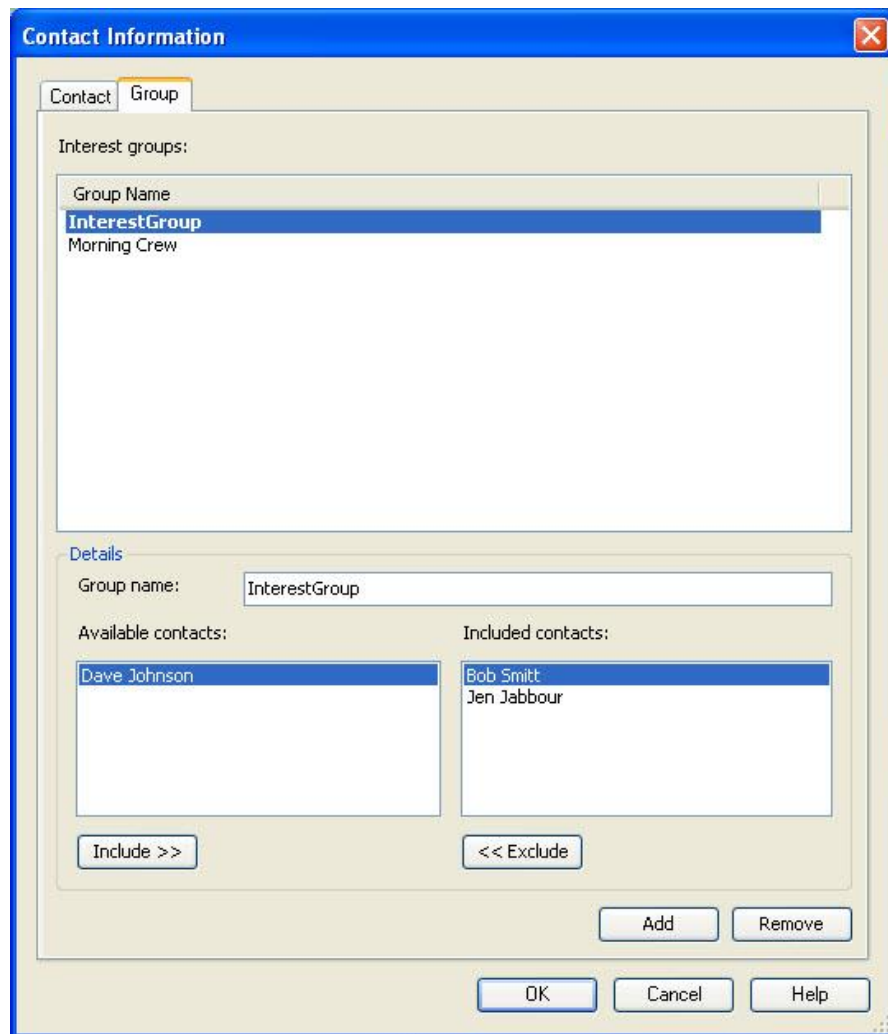 Contact Information
Contact Group
Interest groups:
Group Name
InterestGroup
Morning Crew
Details
Group name: InterestGroup
Available contacts: Included contacts:
Dave Johnson Bob Smitt
Jen Jabbour
Include >> << Exclude
Add Remove
OK Cancel Help